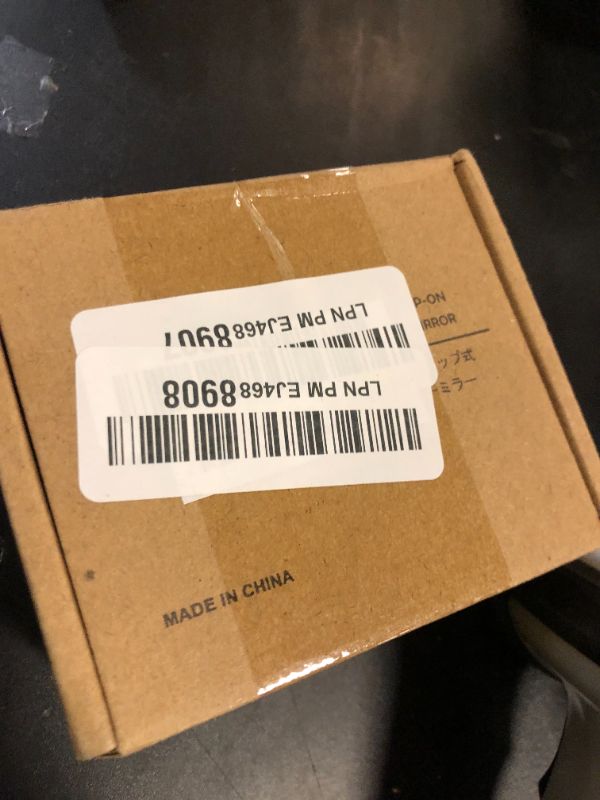 P-ON
RROR
ップ式
ーミラー
LPN PM EJ468 8907
LPN PM EJ468 8908
MADE IN CHINA